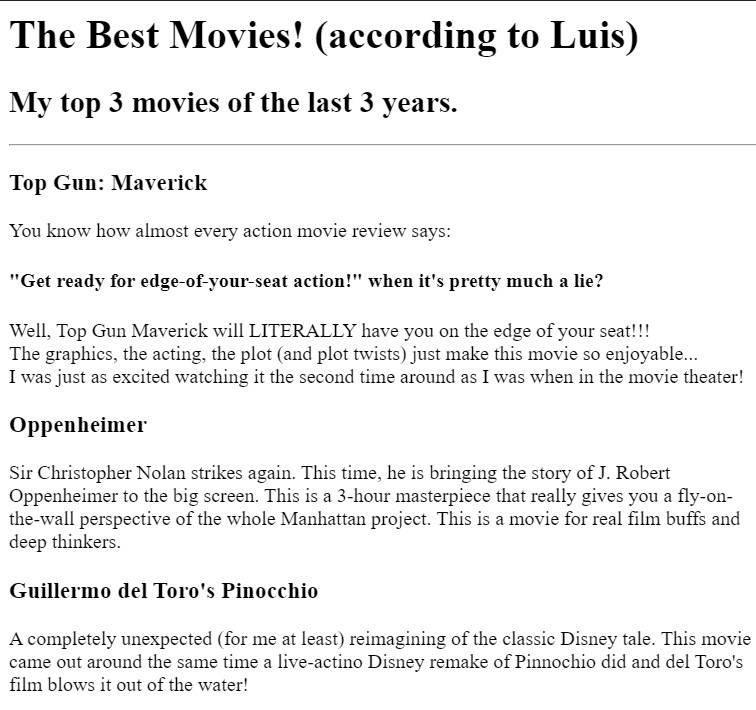 The Best Movies! (according to Luis)
My top 3 movies of the last 3 years.
Top Gun: Maverick
You know how almost every action movie review says:
"Get ready for edge-of-your-seat action!" when it's pretty much a lie?
Well, Top Gun Maverick will LITERALLY have you on the edge of your seat!!!
The graphics, the acting, the plot (and plot twists) just make this movie so enjoyable...
I was just as excited watching it the second time around as I was when in the movie theater!
Oppenheimer
Sir Christopher Nolan strikes again. This time, he is bringing the story of J. Robert
Oppenheimer to the big screen. This is a 3-hour masterpiece that really gives you a fly-on-
the-wall perspective of the whole Manhattan project. This is a movie for real film buffs and
deep thinkers.
Guillermo del Toro's Pinocchio
A completely unexpected (for me at least) reimagining of the classic Disney tale. This movie
came out around the same time a live-actino Disney remake of Pinnochio did and del Toro's
film blows it out of the water!